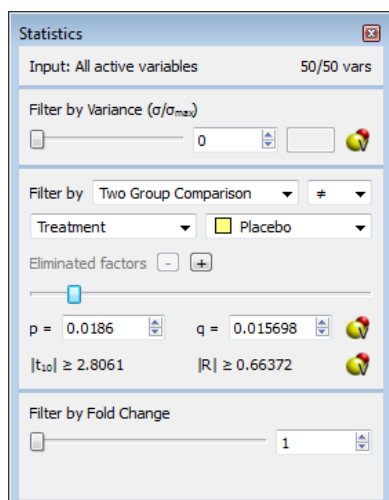 Statistics
Input: All active variables 50/50 vars
Filter by Variance (σ/σmax)
0
Filter by Two Group Comparison ≠
Treatment Placebo
Eliminated factors - +
p = 0.0186 q = 0.015698
|t₁₀| ≥ 2.8061 |R| ≥ 0.66372
Filter by Fold Change
1